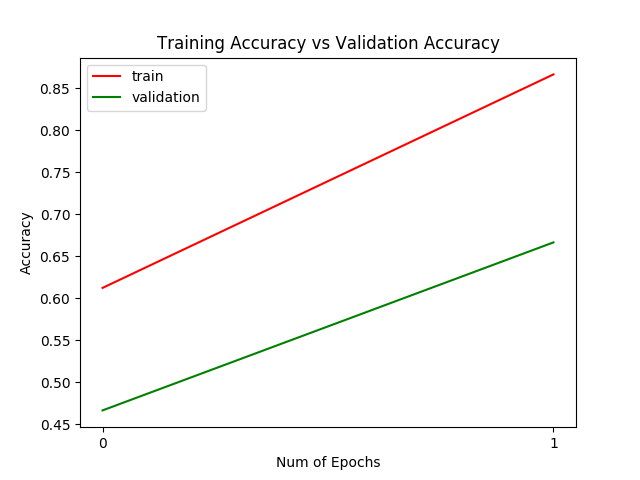 Training Accuracy vs Validation Accuracy
train
validation
0.85
0.80
0.75
0.70
0.65
0.60
0.55
0.50
0.45
Accuracy
0 1
Num of Epochs